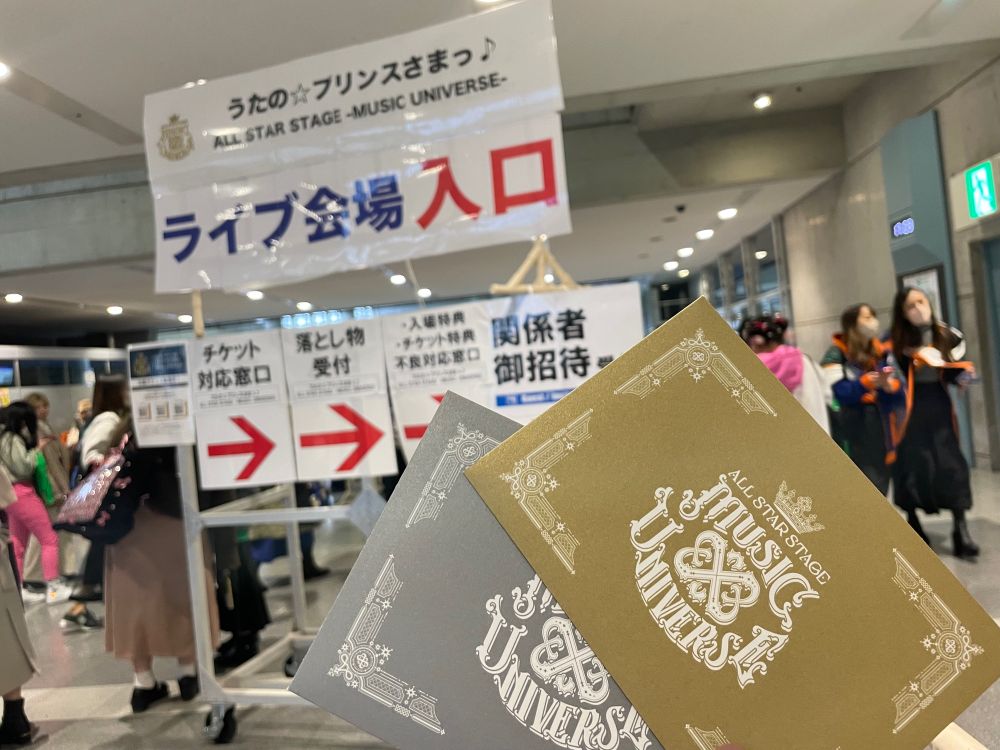 うたの☆プリンスさまっ♪
ALL STAR STAGE -MUSIC UNIVERSE-
ライブ会場 入口
チケット
対応窓口
落とし物
受付
・入場特典
・チケット特典
不良対応窓口
関係者
御招待
ALL STAR STAGE
MUSIC
UNIVERSE
UNIVERSE